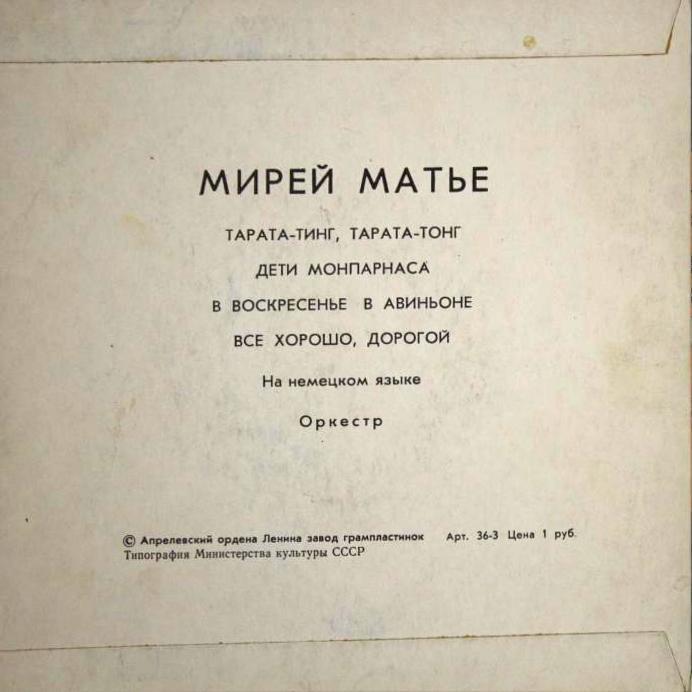 МИРЕЙ МАТЬЕ
ТАРАТА-ТИНГ, ТАРАТА-ТОНГ
ДЕТИ МОНПАРНАСА
В ВОСКРЕСЕНЬЕ В АВИНЬОНЕ
ВСЕ ХОРОШО, ДОРОГОЙ
На немецком языке
Оркестр
© Апрелевский ордена Ленина завод грампластинок Арт. 36-3 Цена 1 руб.
Типография Министерства культуры СССР